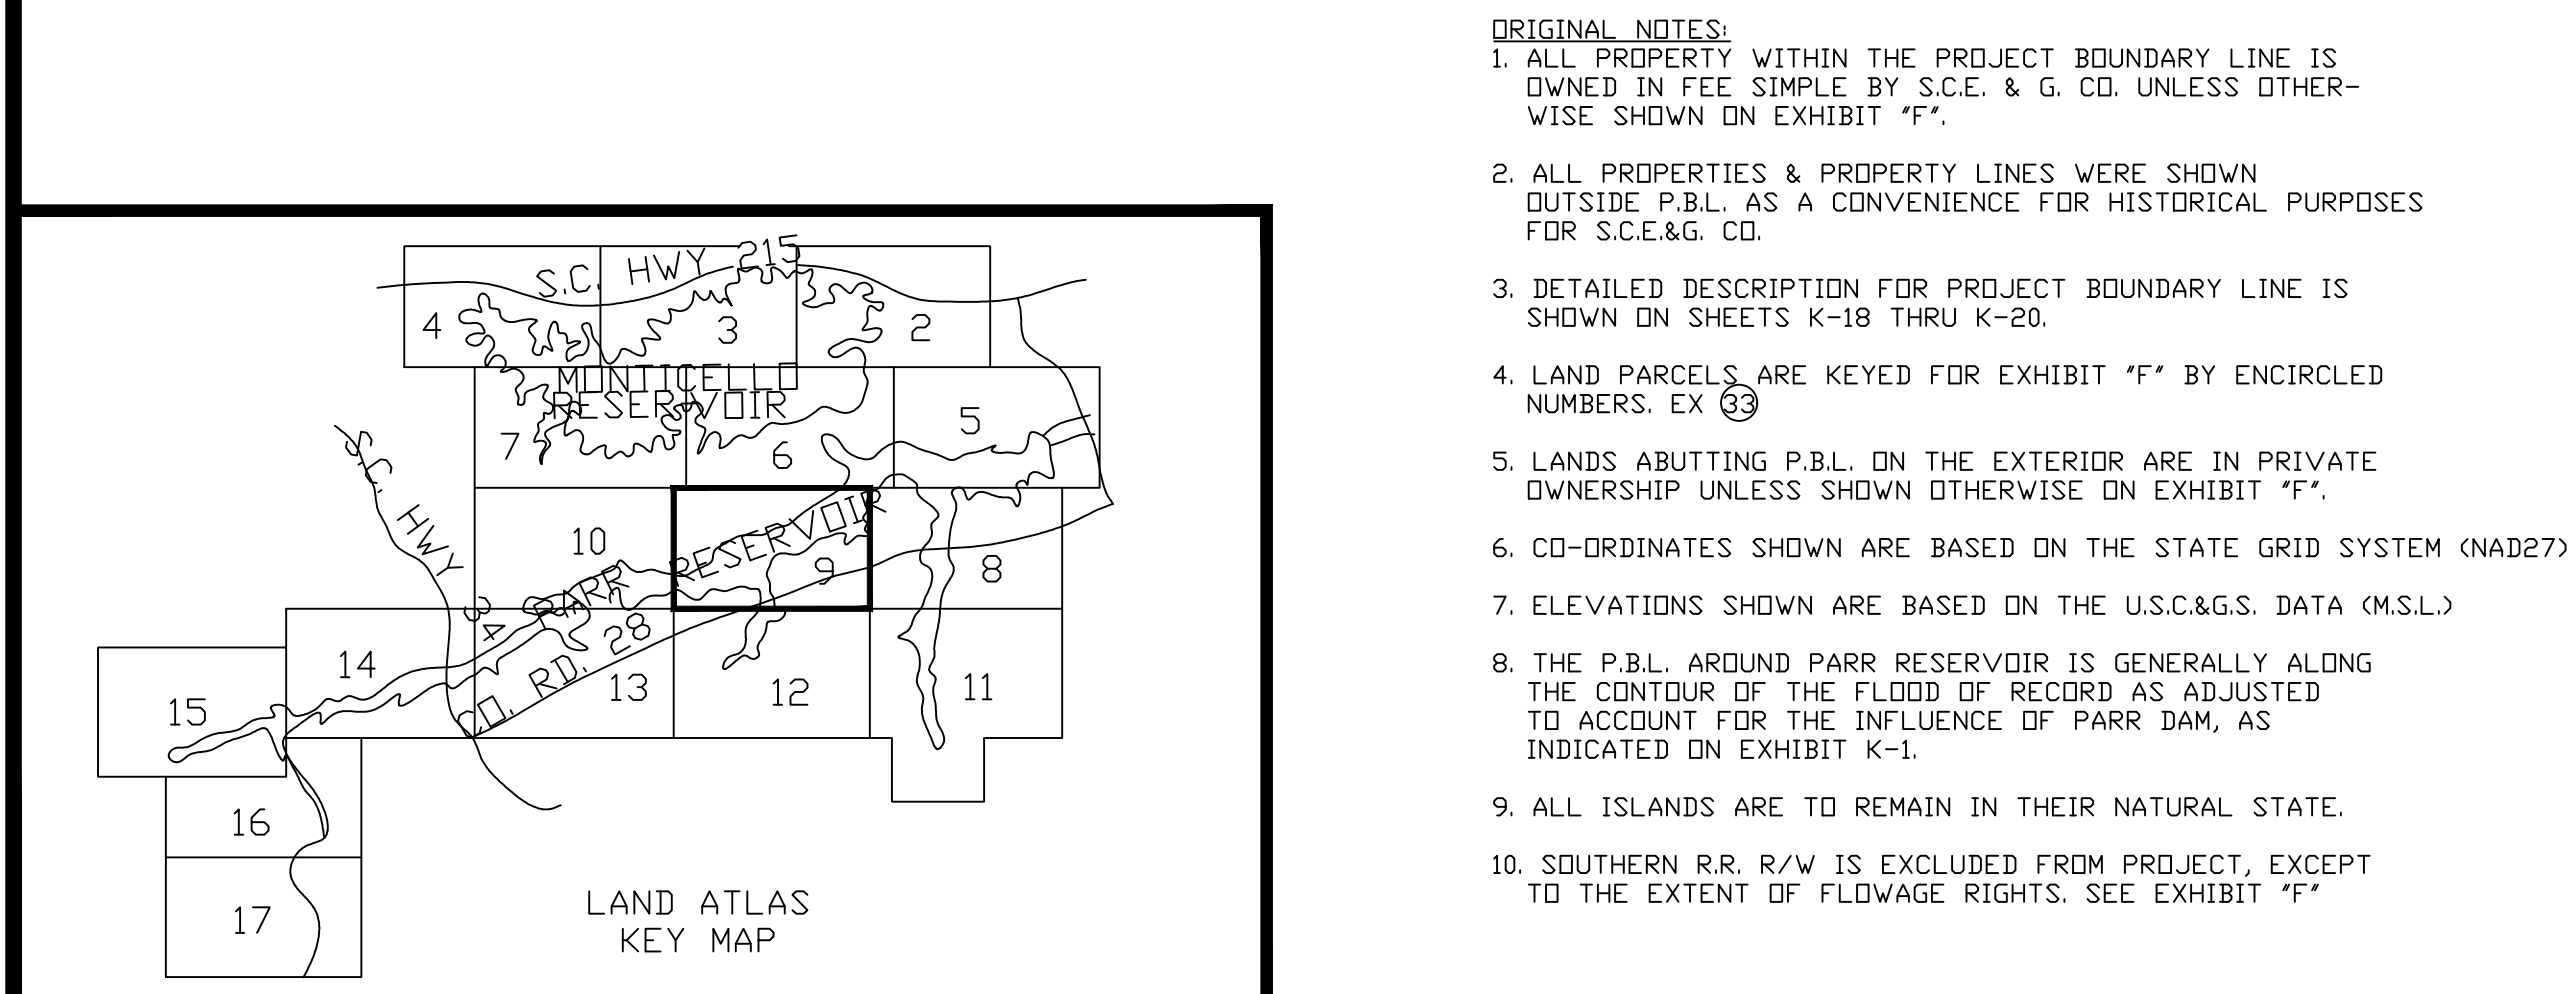 S.C. HWY 215
4
3
2
MONTICELLO
RESERVOIR
7
6
5
S.C. HWY 34
10
PARR RESERVOIR
9
8
CO. RD. 28
14
13
12
11
15
16
17
LAND ATLAS
KEY MAP
ORIGINAL NOTES:
1. ALL PROPERTY WITHIN THE PROJECT BOUNDARY LINE IS
OWNED IN FEE SIMPLE BY S.C.E. & G. CO. UNLESS OTHER-
WISE SHOWN ON EXHIBIT "F".
2. ALL PROPERTIES & PROPERTY LINES WERE SHOWN
OUTSIDE P.B.L. AS A CONVENIENCE FOR HISTORICAL PURPOSES
FOR S.C.E.&G. CO.
3. DETAILED DESCRIPTION FOR PROJECT BOUNDARY LINE IS
SHOWN ON SHEETS K-18 THRU K-20.
4. LAND PARCELS ARE KEYED FOR EXHIBIT "F" BY ENCIRCLED
NUMBERS. EX 33
5. LANDS ABUTTING P.B.L. ON THE EXTERIOR ARE IN PRIVATE
OWNERSHIP UNLESS SHOWN OTHERWISE ON EXHIBIT "F".
6. CO-ORDINATES SHOWN ARE BASED ON THE STATE GRID SYSTEM (NAD27)
7. ELEVATIONS SHOWN ARE BASED ON THE U.S.C.&G.S. DATA (M.S.L.)
8. THE P.B.L. AROUND PARR RESERVOIR IS GENERALLY ALONG
THE CONTOUR OF THE FLOOD OF RECORD AS ADJUSTED
TO ACCOUNT FOR THE INFLUENCE OF PARR DAM, AS
INDICATED ON EXHIBIT K-1.
9. ALL ISLANDS ARE TO REMAIN IN THEIR NATURAL STATE.
10. SOUTHERN R.R. R/W IS EXCLUDED FROM PROJECT, EXCEPT
TO THE EXTENT OF FLOWAGE RIGHTS. SEE EXHIBIT "F"